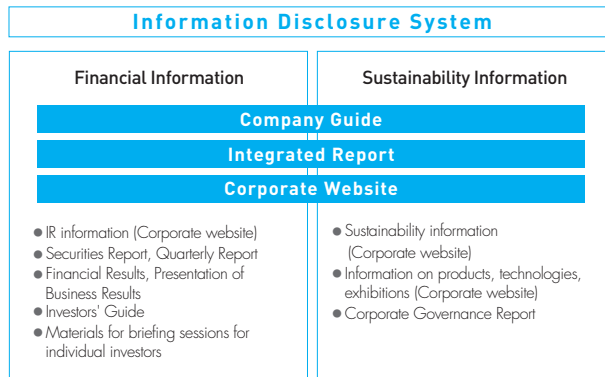 Information Disclosure System
Financial Information
Sustainability Information
Company Guide
Integrated Report
Corporate Website
● IR information (Corporate website)
● Securities Report, Quarterly Report
● Financial Results, Presentation of
Business Results
● Investors' Guide
● Materials for briefing sessions for
individual investors
● Sustainability information
(Corporate website)
● Information on products, technologies,
exhibitions (Corporate website)
● Corporate Governance Report